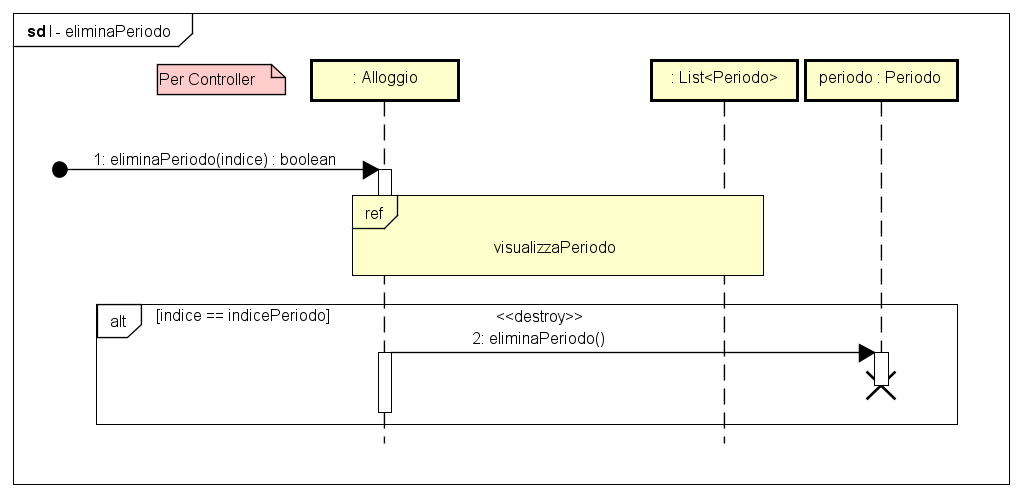 sd I - eliminaPeriodo
Per Controller
: Alloggio
: List<Periodo>
periodo : Periodo
1: eliminaPeriodo(indice) : boolean
ref
visualizzaPeriodo
alt
[indice == indicePeriodo]
<<destroy>>
2: eliminaPeriodo()